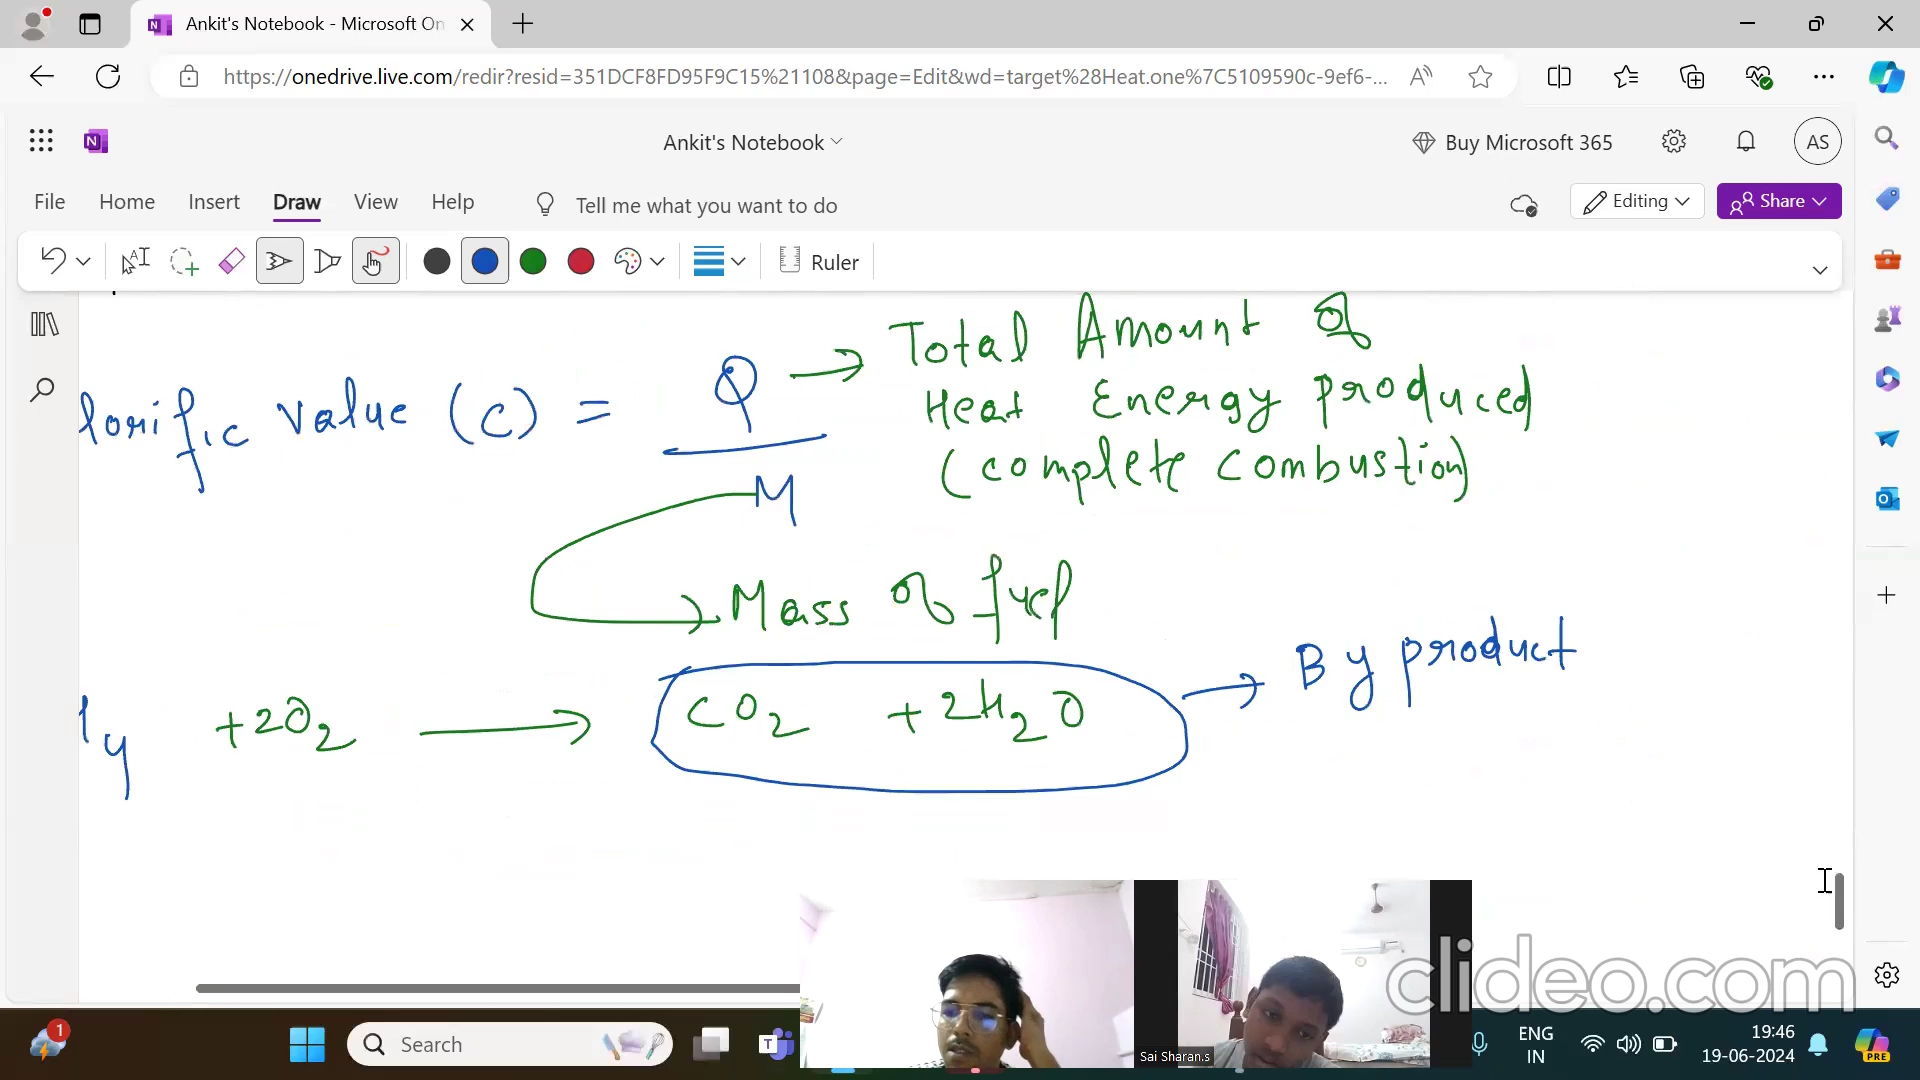 Ankit's Notebook - Microsoft On
https://onedrive.live.com/redir?resid=351DCF8FD95F9C15%21108&page=Edit&wd=target%28Heat.one%7C5109590c-9ef6-...
Ankit's Notebook
Buy Microsoft 365
AS
File Home Insert Draw View Help Tell me what you want to do
Editing
Share
Ruler
Total Amount of
lorific value (C) = Q
Heat Energy produced
(complete combustion)
M
Mass of fuel
By product
H4 +2O2 CO2 +2H2O
clideo.com
Sai Sharan.s
1
Search
ENG
IN
19:46
19-06-2024
PRE